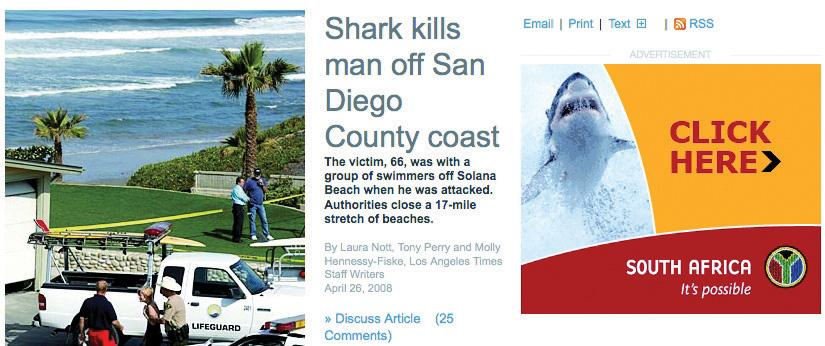 Shark kills
man off San
Diego
County coast
The victim, 66, was with a
group of swimmers off Solana
Beach when he was attacked.
Authorities close a 17-mile
stretch of beaches.
By Laura Nott, Tony Perry and Molly
Hennessy-Fiske, Los Angeles Times
Staff Writers
April 26, 2008
» Discuss Article (25
Comments)
LIFEGUARD
Email | Print | Text | RSS
ADVERTISEMENT
CLICK
HERE
SOUTH AFRICA
It's possible